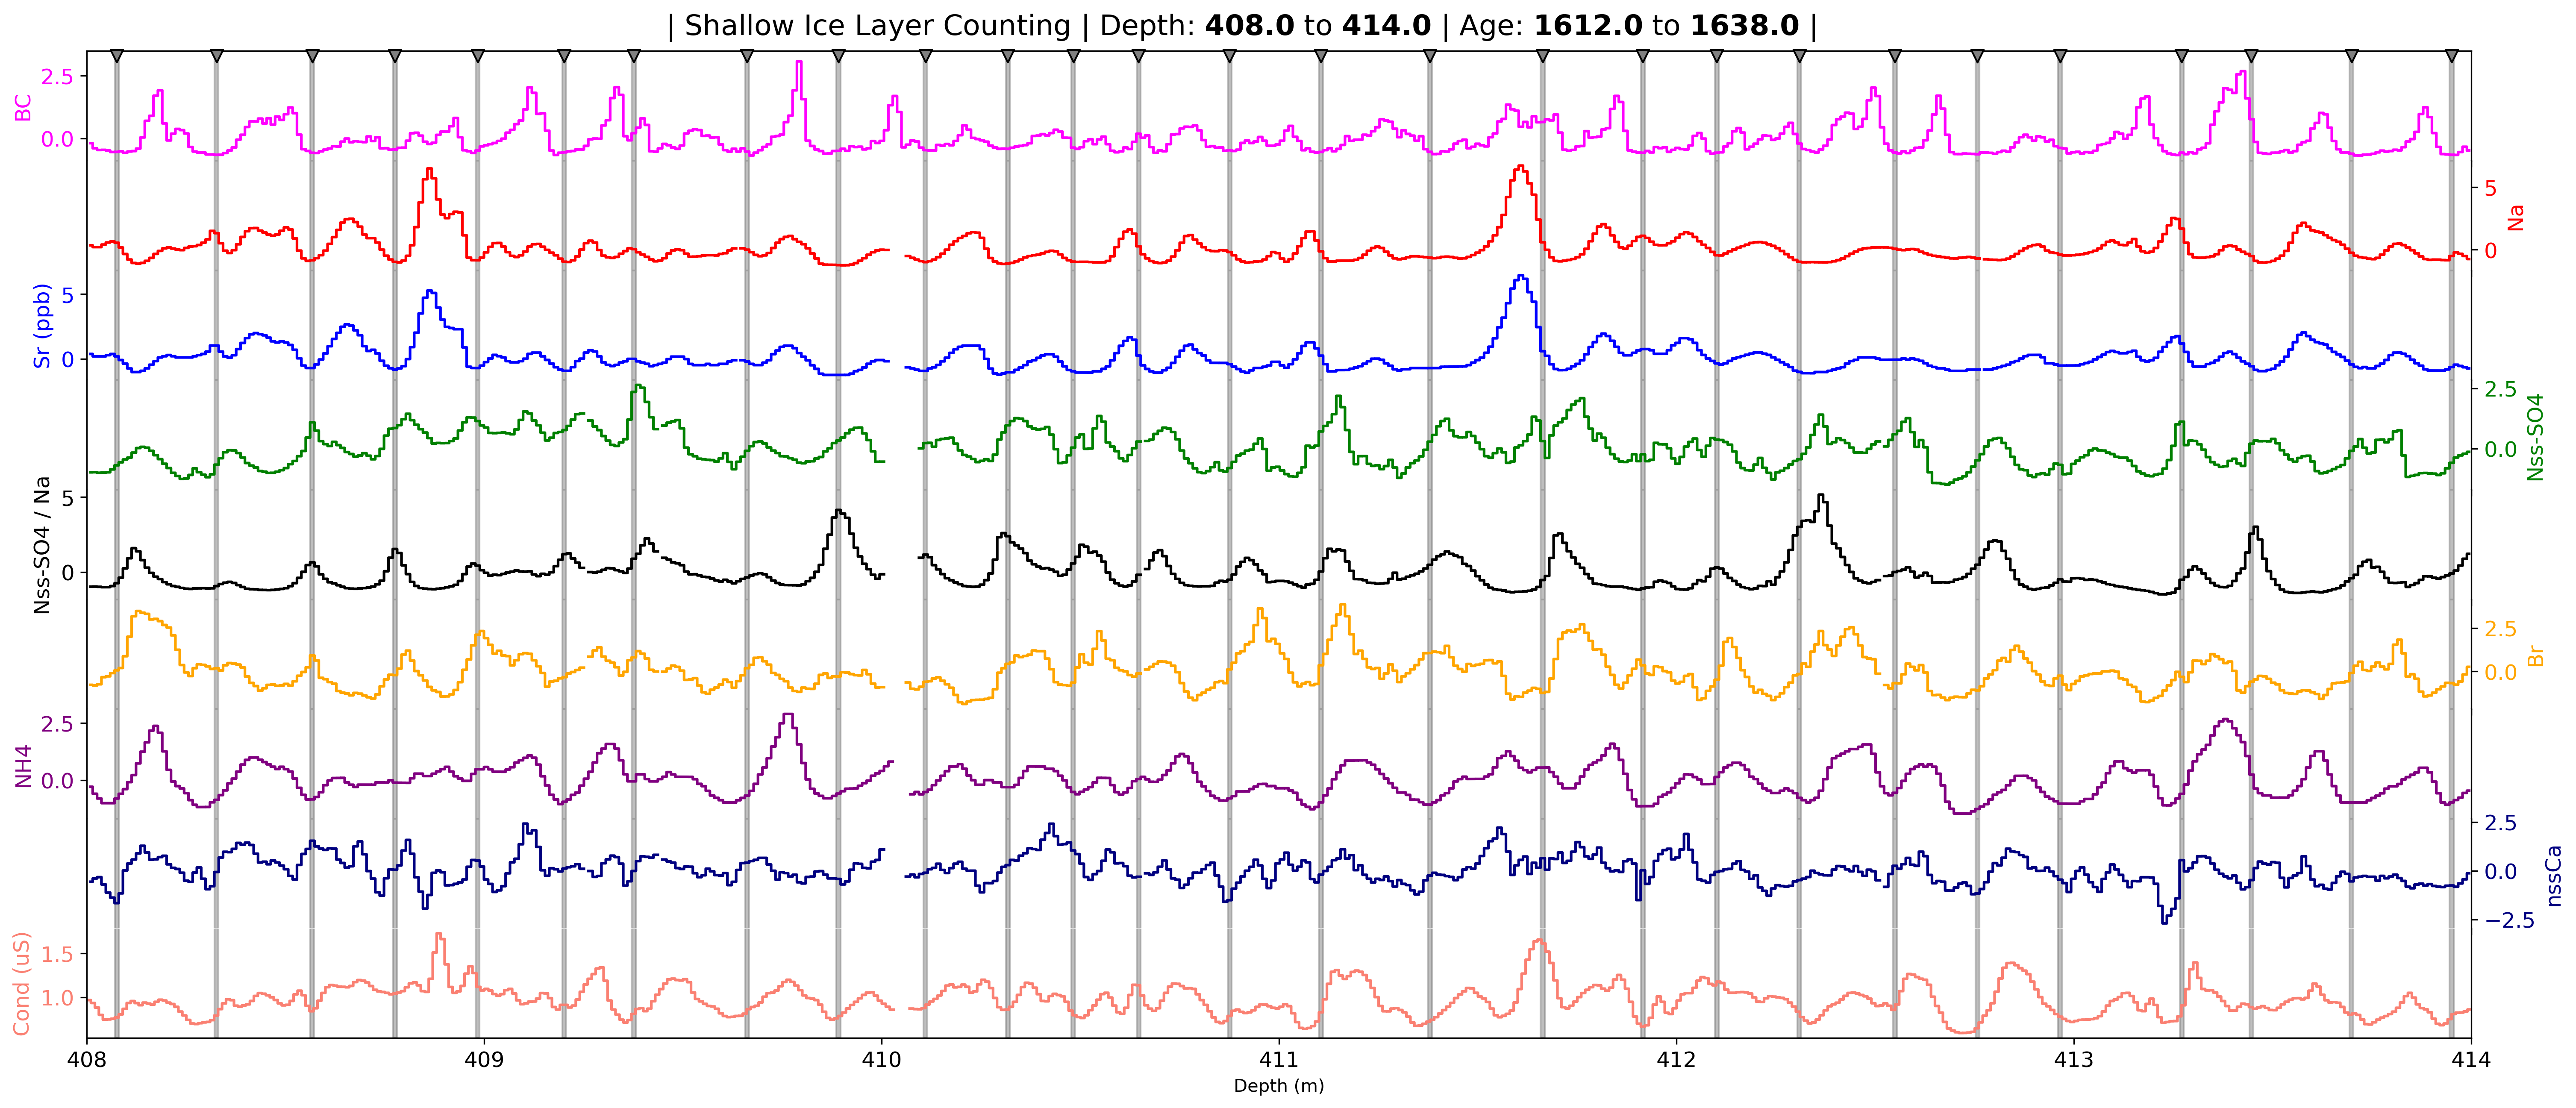 | Shallow Ice Layer Counting | Depth: 408.0 to 414.0 | Age: 1612.0 to 1638.0 |
BC
2.5
0.0
5
0
Na
Sr (ppb)
5
0
2.5
0.0
Nss-SO4
Nss-SO4 / Na
5
0
2.5
0.0
Br
NH4
2.5
0.0
2.5
0.0
−2.5
nssCa
Cond (uS)
1.5
1.0
408 409 410 411 412 413 414
Depth (m)